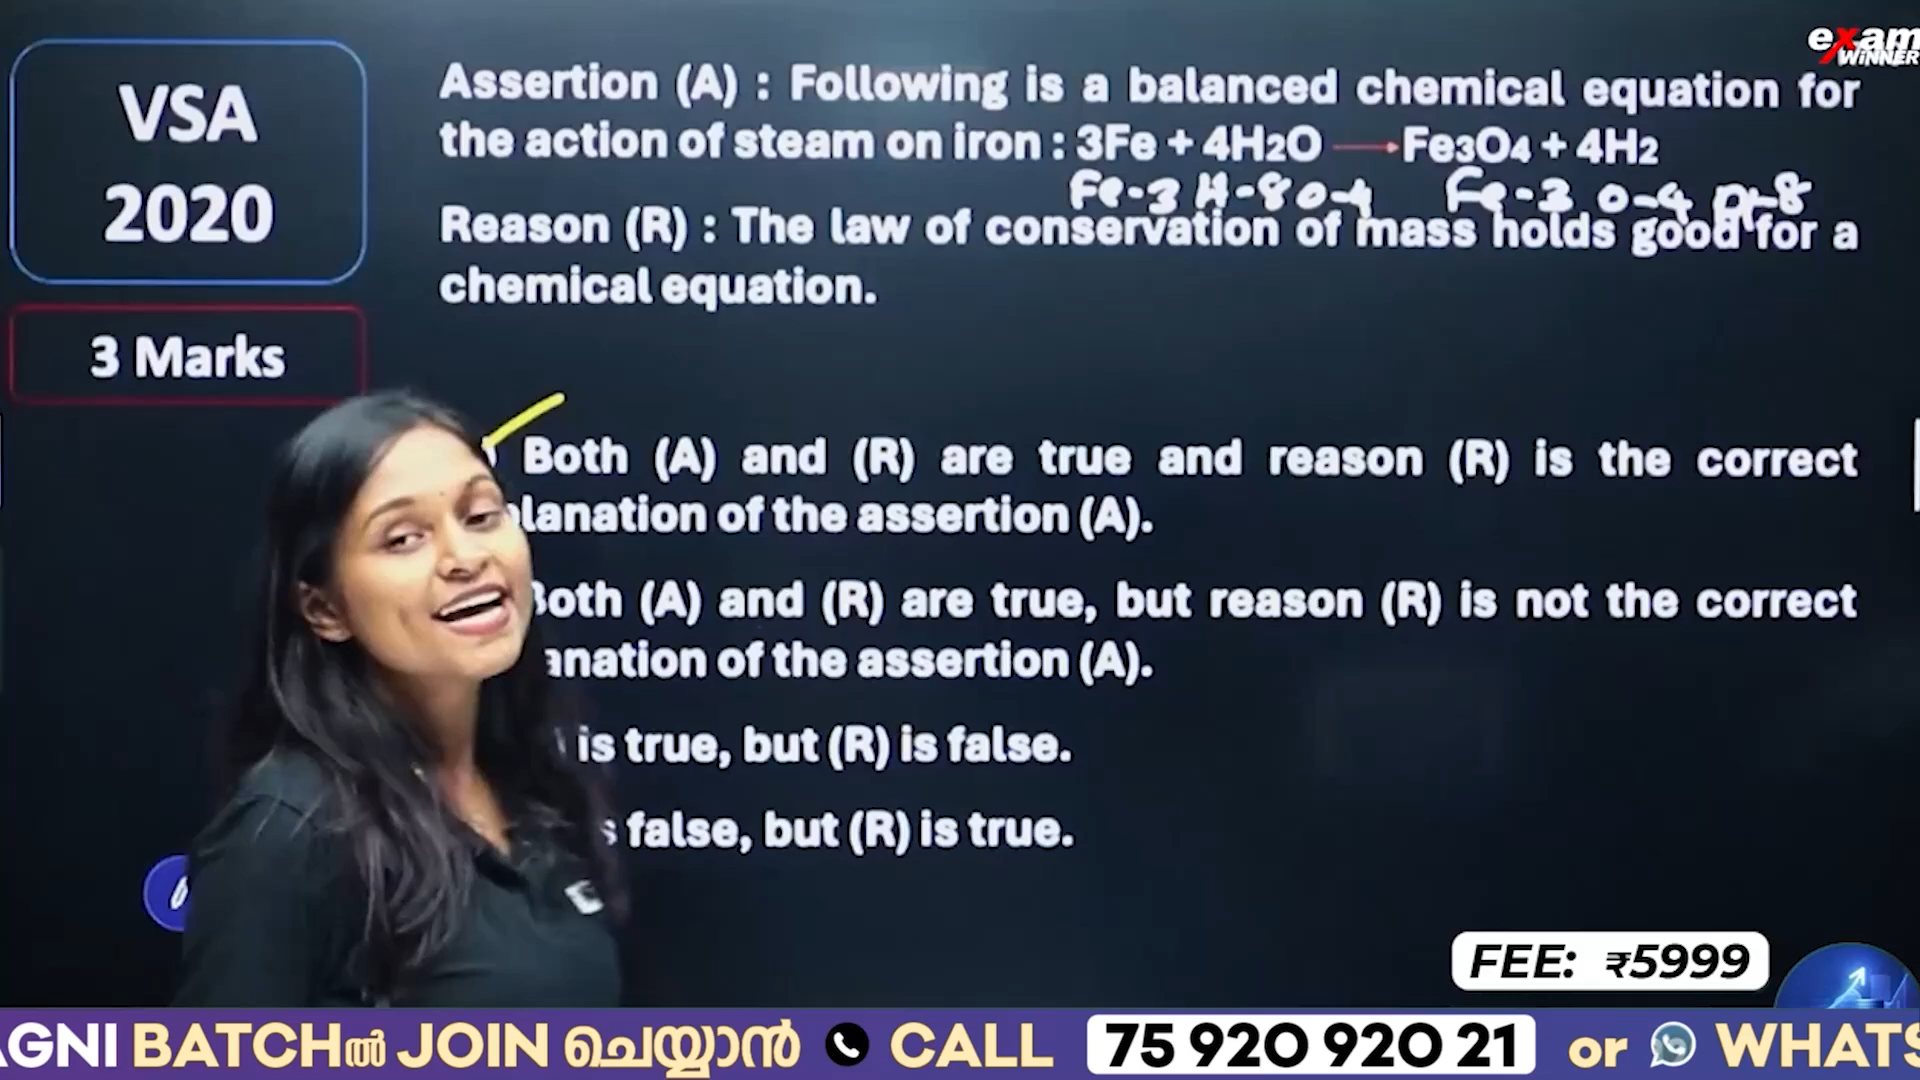 exam
WINNER
VSA
2020
3 Marks
Assertion (A) : Following is a balanced chemical equation for
the action of steam on iron : 3Fe + 4H2O → Fe3O4 + 4H2
Fe-3 H-8 O-4 Fe-3 O-4 H-8
Reason (R) : The law of conservation of mass holds good for a
chemical equation.
Both (A) and (R) are true and reason (R) is the correct
lanation of the assertion (A).
Both (A) and (R) are true, but reason (R) is not the correct
anation of the assertion (A).
is true, but (R) is false.
s false, but (R) is true.
FEE: ₹5999
AGNI BATCHൽ JOIN ചെയ്യാൻ CALL 75 920 920 21 or WHATS